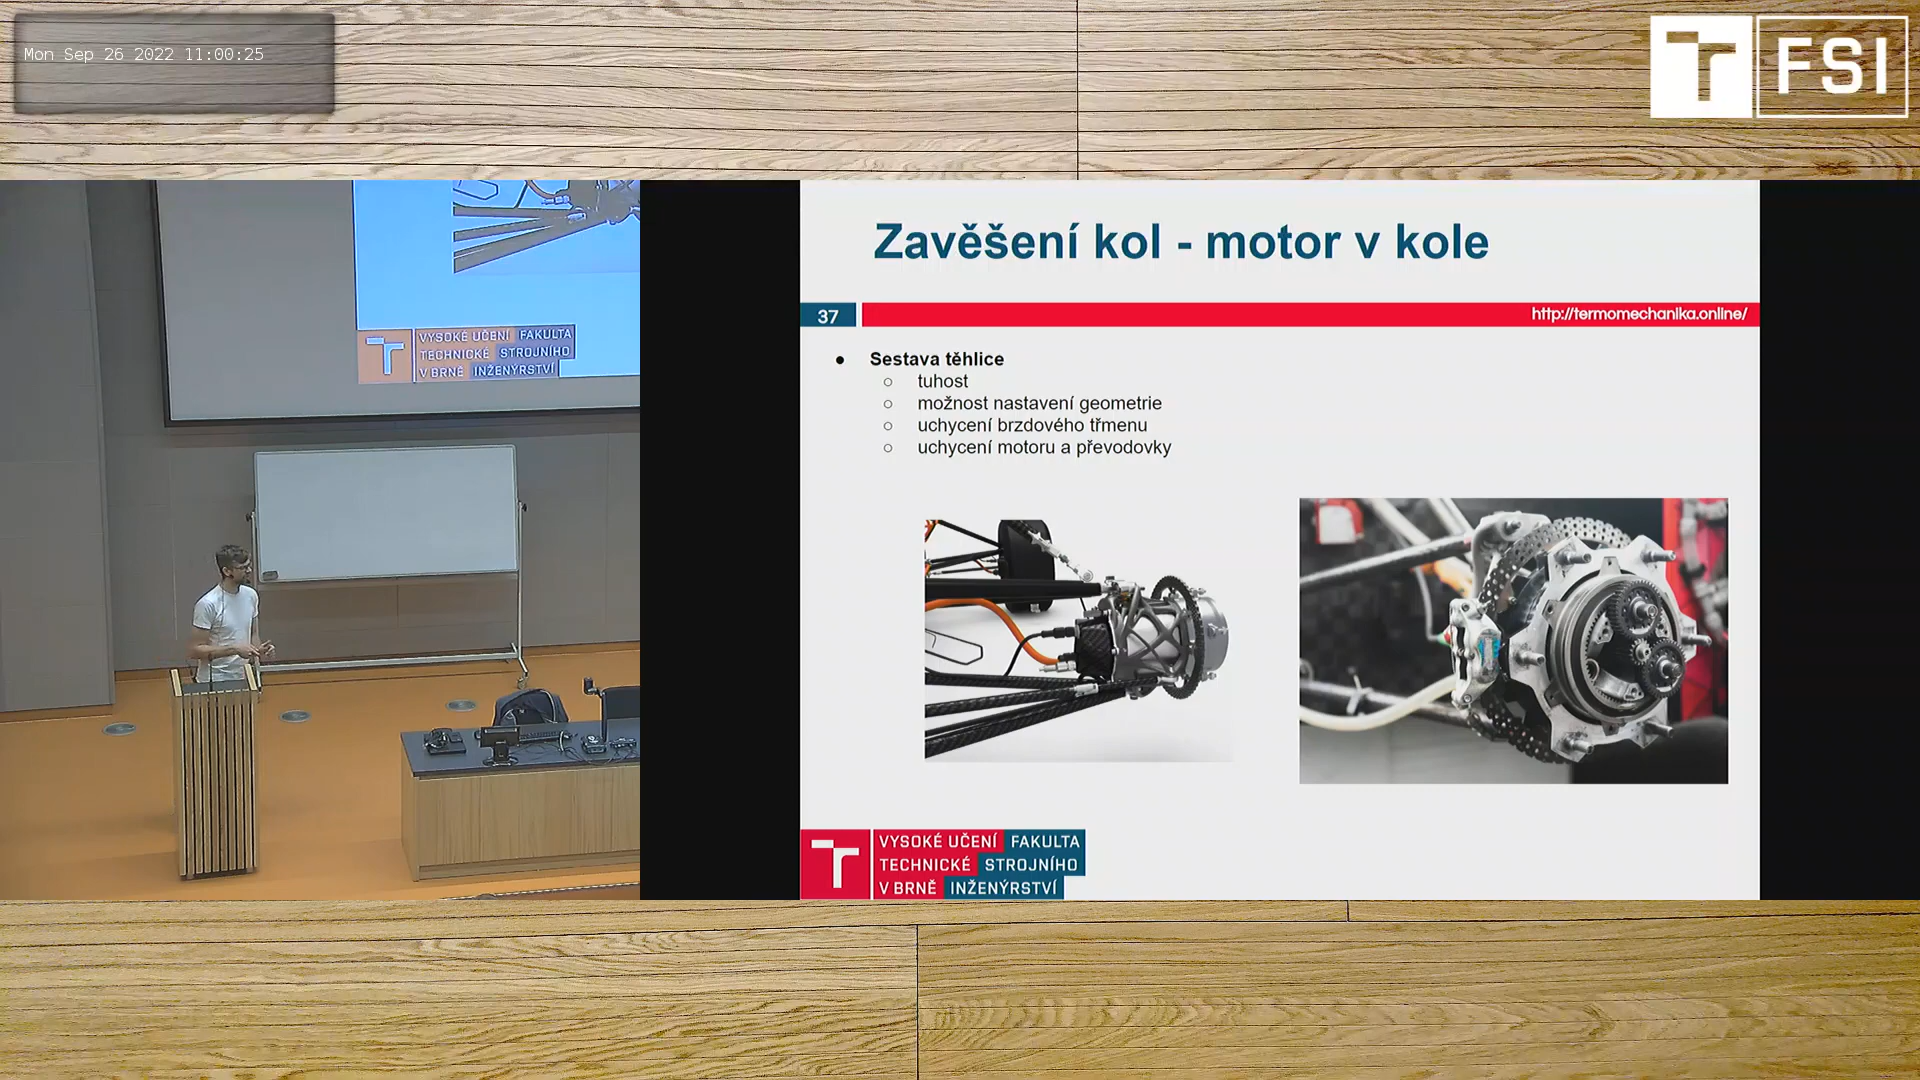 Mon Sep 26 2022 11:00:25
FSI
VYSOKÉ UČENÍ FAKULTA
TECHNICKÉ STROJNÍHO
V BRNĚ INŽENÝRSTVÍ
Zavěšení kol - motor v kole
37
http://termomechanika.online/
● Sestava těhlice
○ tuhost
○ možnost nastavení geometrie
○ uchycení brzdového třmenu
○ uchycení motoru a převodovky
VYSOKÉ UČENÍ FAKULTA
TECHNICKÉ STROJNÍHO
V BRNĚ INŽENÝRSTVÍ